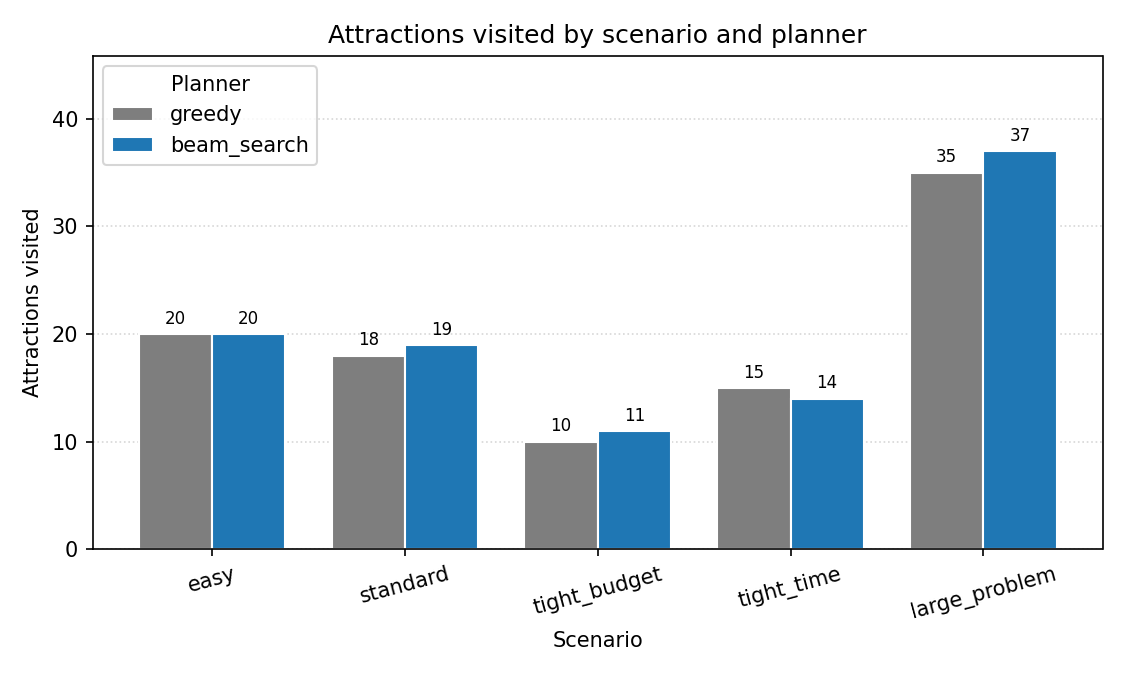 Attractions visited by scenario and planner
Planner
greedy
beam_search
Attractions visited
40
30
20
10
0
20
20
18
19
10
11
15
14
35
37
easy
standard
tight_budget
tight_time
large_problem
Scenario